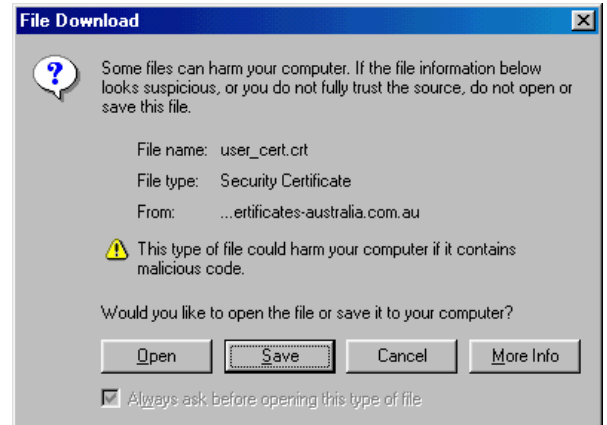 File Download
Some files can harm your computer. If the file information below
looks suspicious, or you do not fully trust the source, do not open or
save this file.
File name: user_cert.crt
File type: Security Certificate
From: ...ertificates-australia.com.au
This type of file could harm your computer if it contains
malicious code.
Would you like to open the file or save it to your computer?
Open Save Cancel More Info
Always ask before opening this type of file